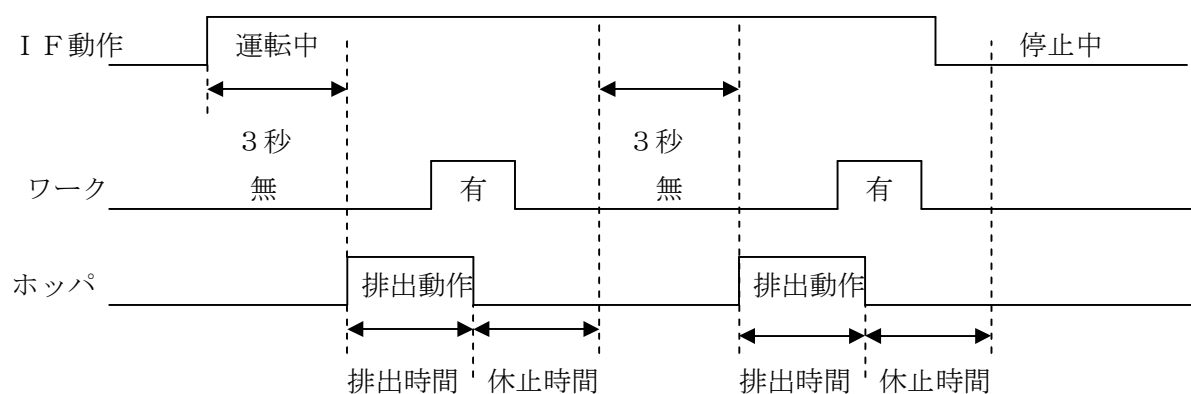 ＩＦ動作
運転中
停止中
３秒
３秒
ワーク
無
有
無
有
ホッパ
排出動作
排出動作
排出時間
休止時間
排出時間
休止時間